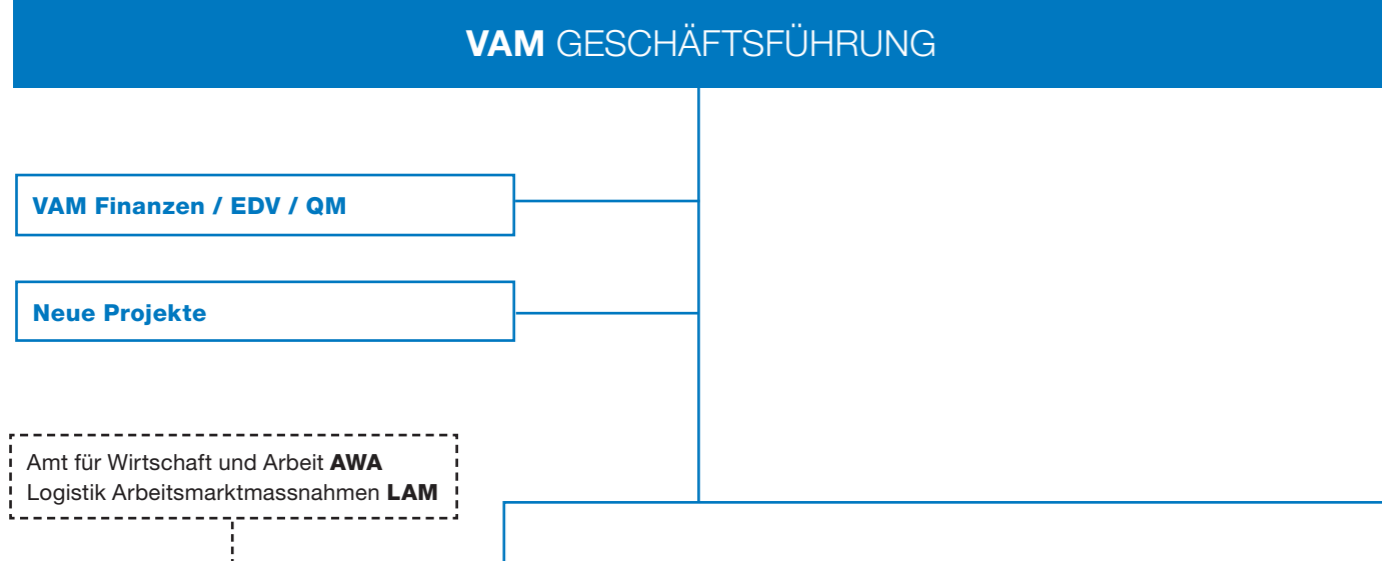 VAM GESCHÄFTSFÜHRUNG
VAM Finanzen / EDV / QM
Neue Projekte
Amt für Wirtschaft und Arbeit AWA
Logistik Arbeitsmarktmassnahmen LAM